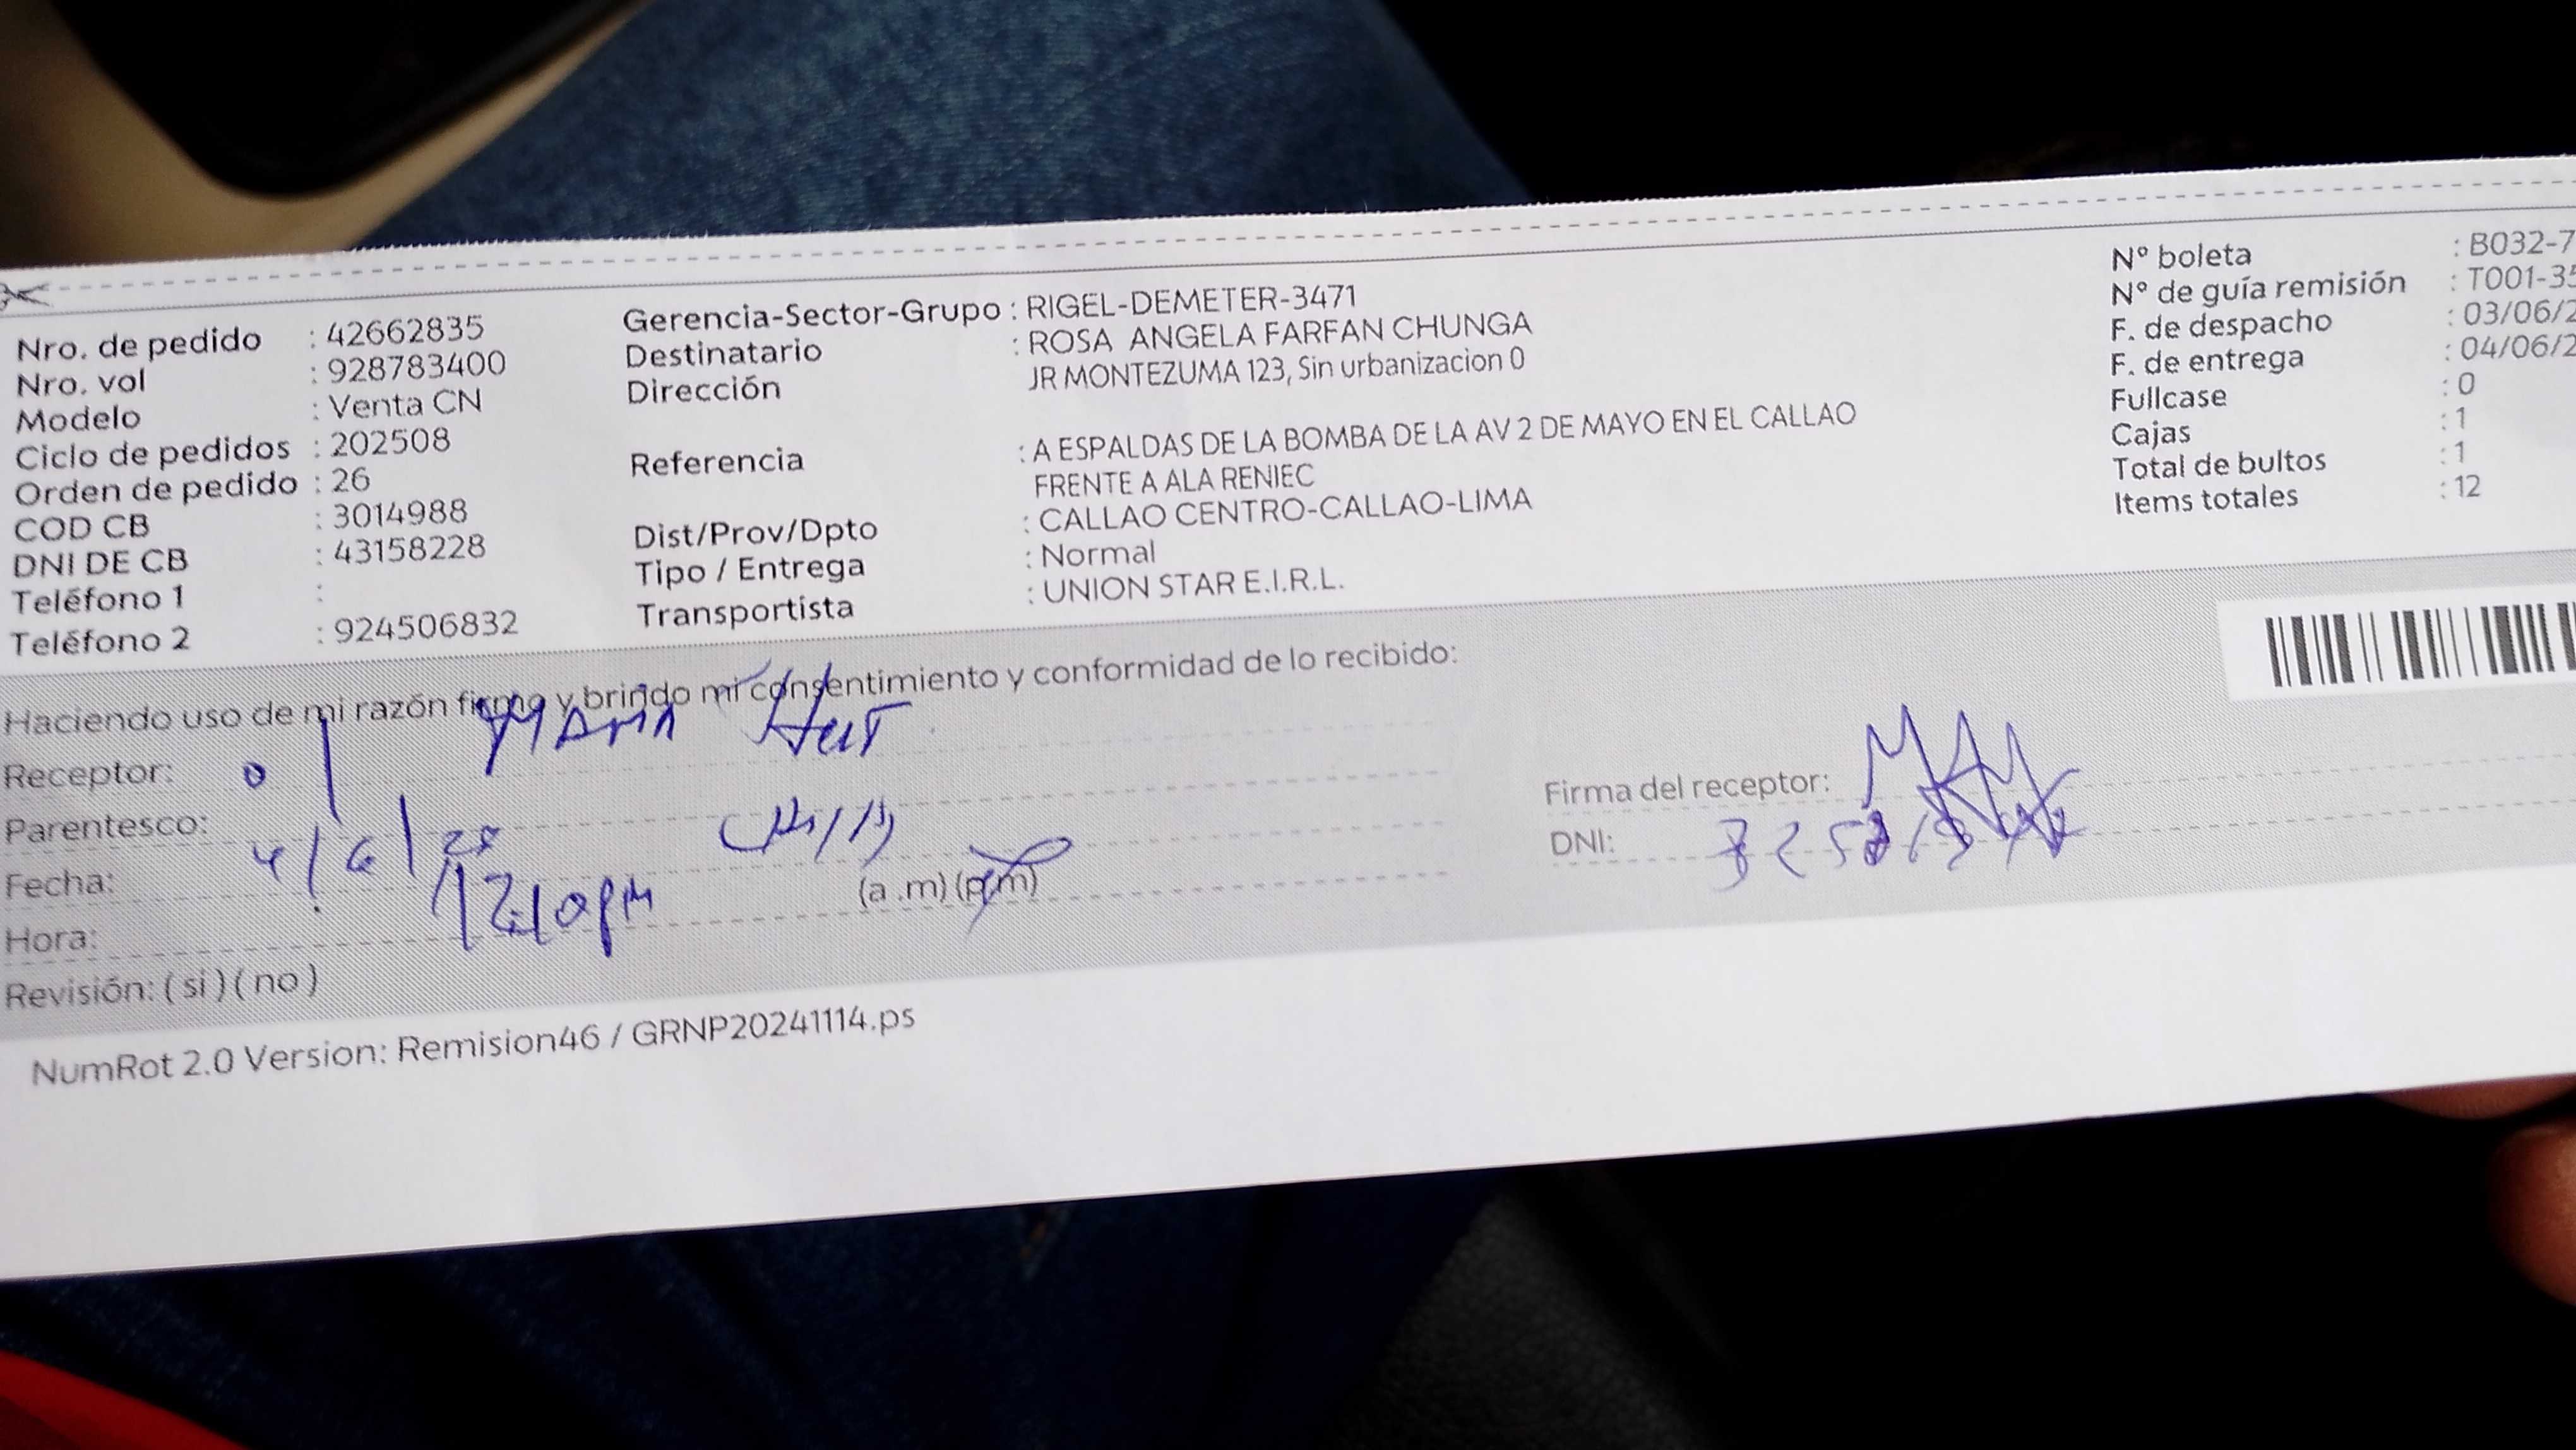 Nro. de pedido : 42662835
Nro. vol : 928783400
Modelo : Venta CN
Ciclo de pedidos : 202508
Orden de pedido : 26
COD CB : 3014988
DNI DE CB : 43158228
Teléfono 1 :
Teléfono 2 : 924506832
Gerencia-Sector-Grupo : RIGEL-DEMETER-3471
Destinatario : ROSA ANGELA FARFAN CHUNGA
Dirección JR MONTEZUMA 123, Sin urbanizacion 0
Referencia : A ESPALDAS DE LA BOMBA DE LA AV 2 DE MAYO EN EL CALLAO
FRENTE A ALA RENIEC
Dist/Prov/Dpto : CALLAO CENTRO-CALLAO-LIMA
Tipo / Entrega : Normal
Transportista : UNION STAR E.I.R.L.
Nº boleta : B032-7
Nº de guía remisión : T001-35
F. de despacho : 03/06/2
F. de entrega : 04/06/2
Fullcase : 0
Cajas : 1
Total de bultos : 1
Items totales : 12
Haciendo uso de mi razón firmo y brindo mi consentimiento y conformidad de lo recibido:
Receptor:
Parentesco:
Fecha: 4/6/25
Hora: 12:10pm (a .m) (p.m)
Revisión: ( si ) ( no )
Firma del receptor:
DNI:
NumRot 2.0 Version: Remision46 / GRNP20241114.ps